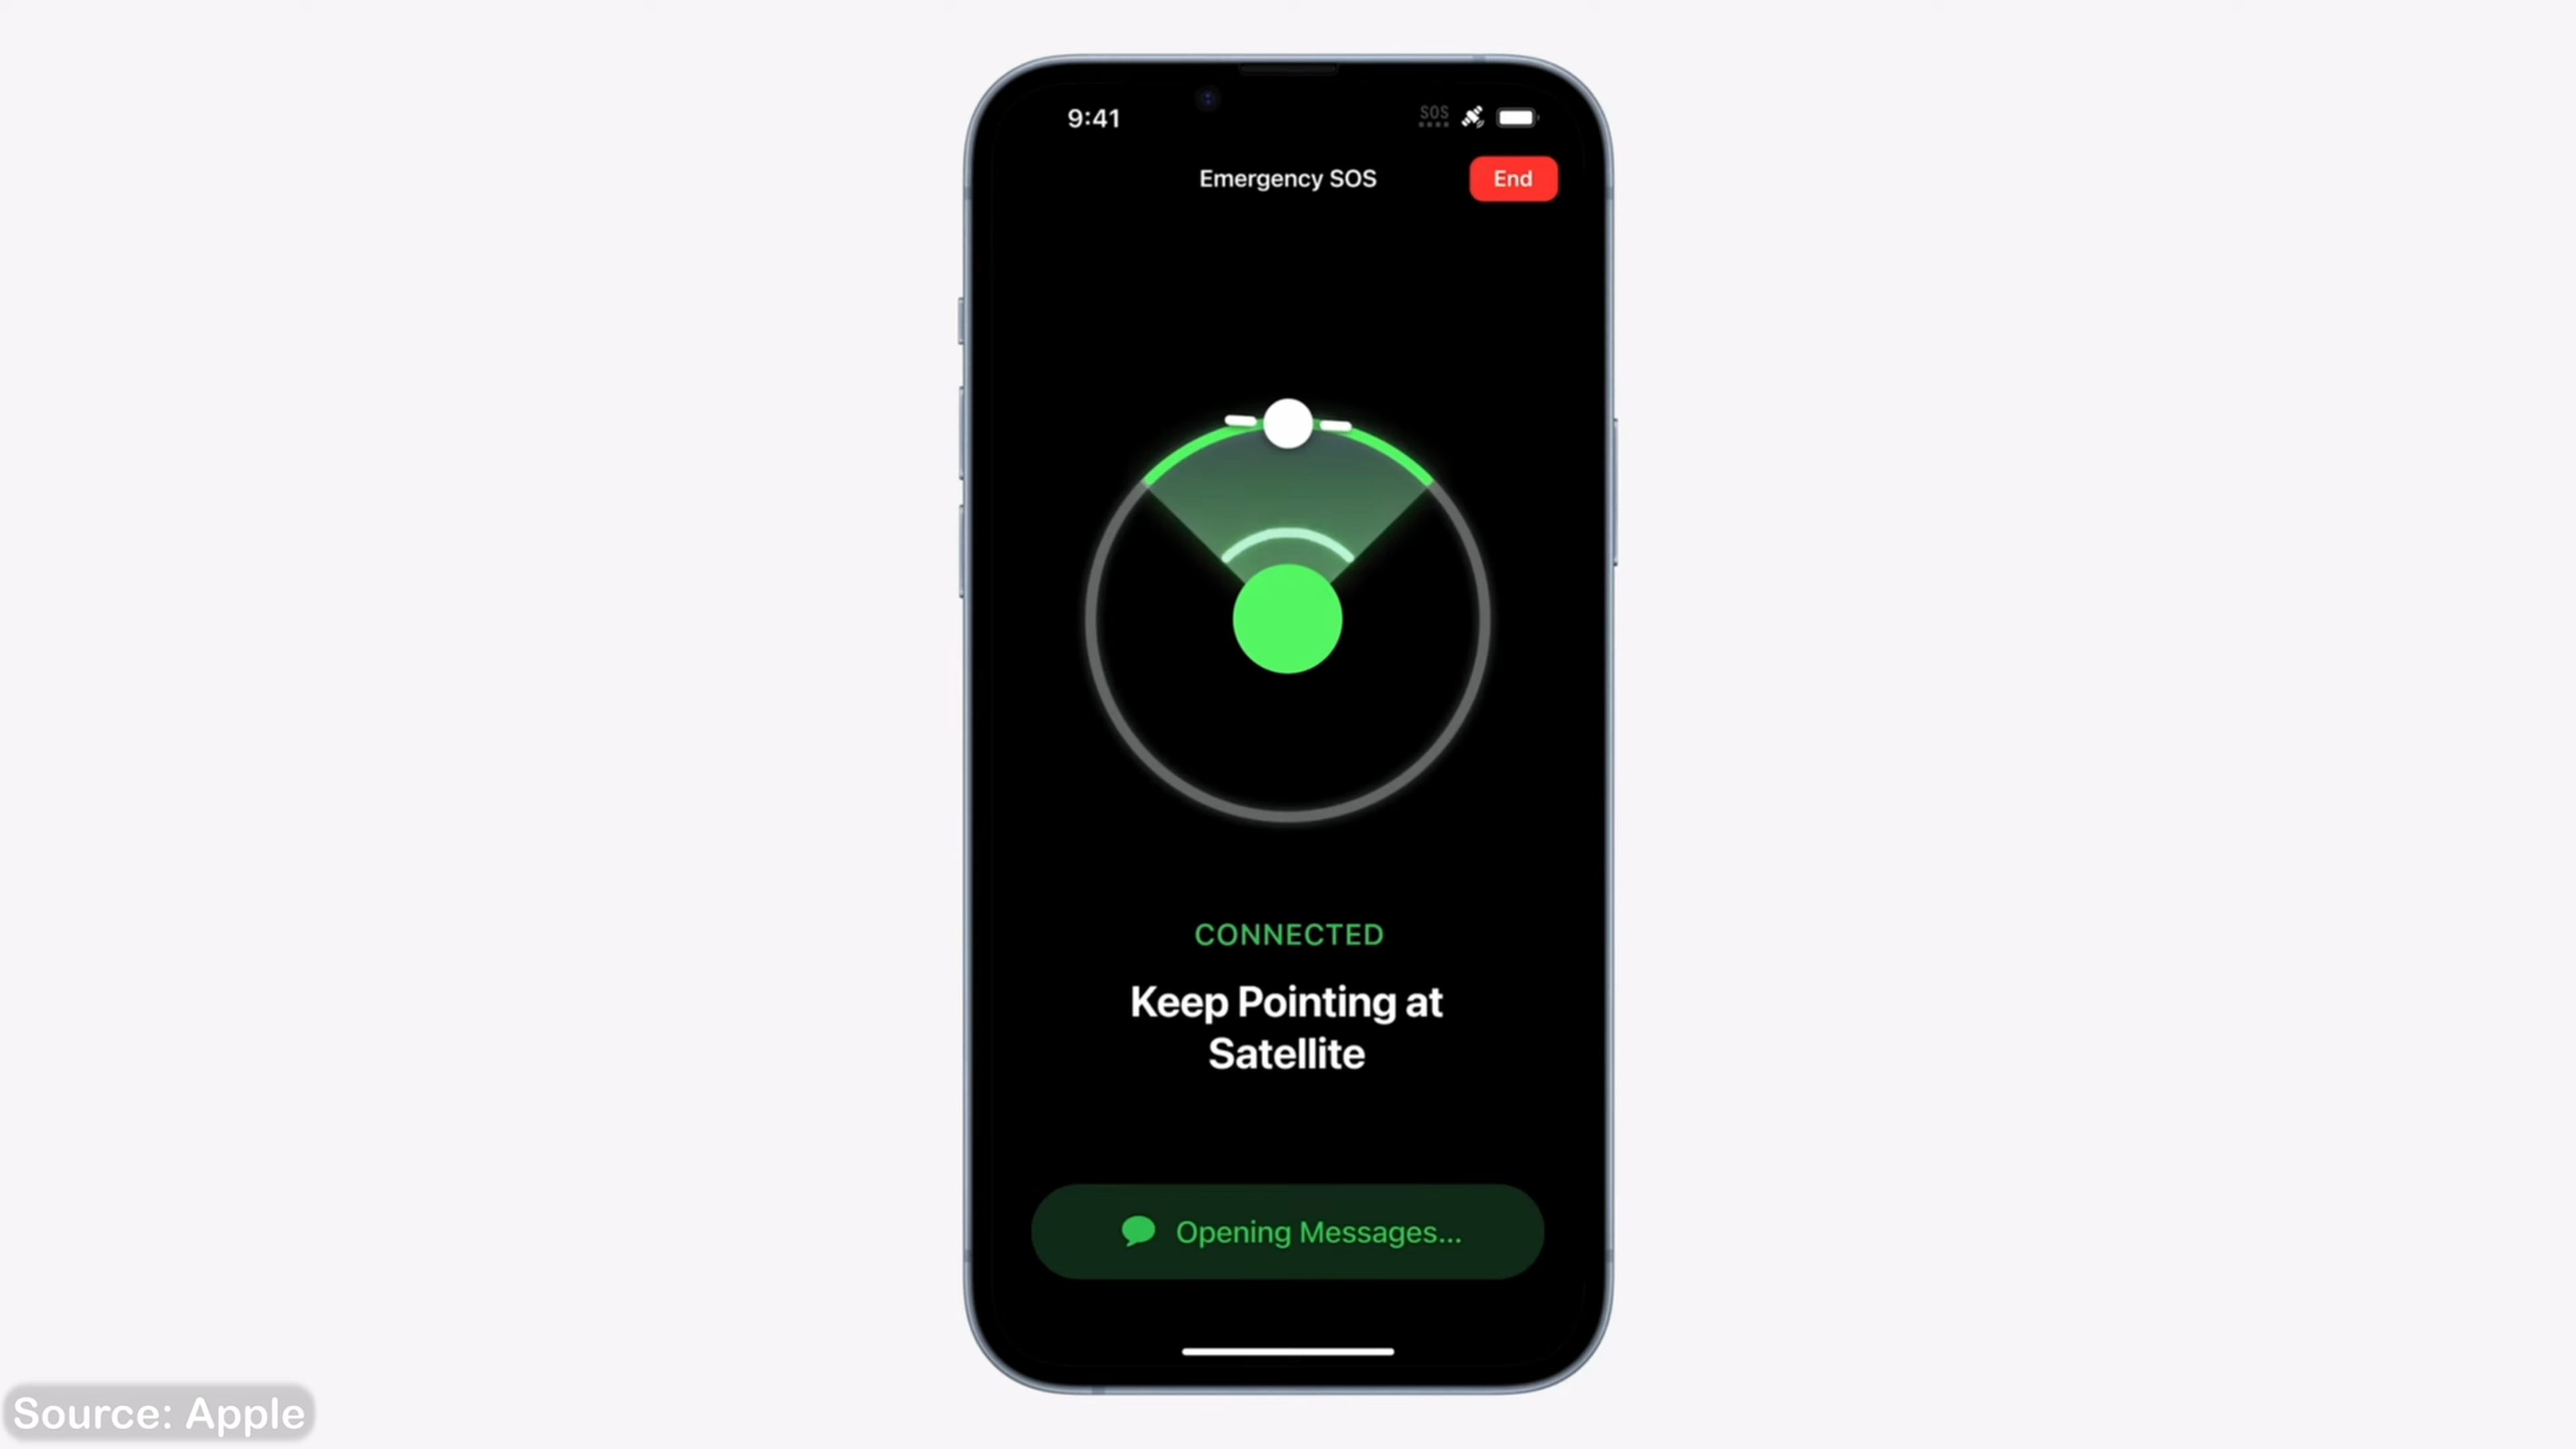 9:41
SOS
Emergency SOS
End
CONNECTED
Keep Pointing at
Satellite
Opening Messages...
Source: Apple